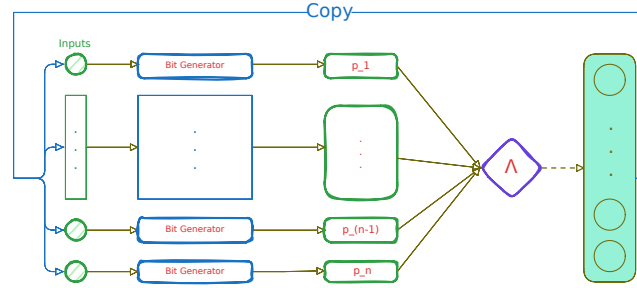 Copy
Inputs
Bit Generator
p_1
Λ
Bit Generator
p_(n-1)
Bit Generator
p_n